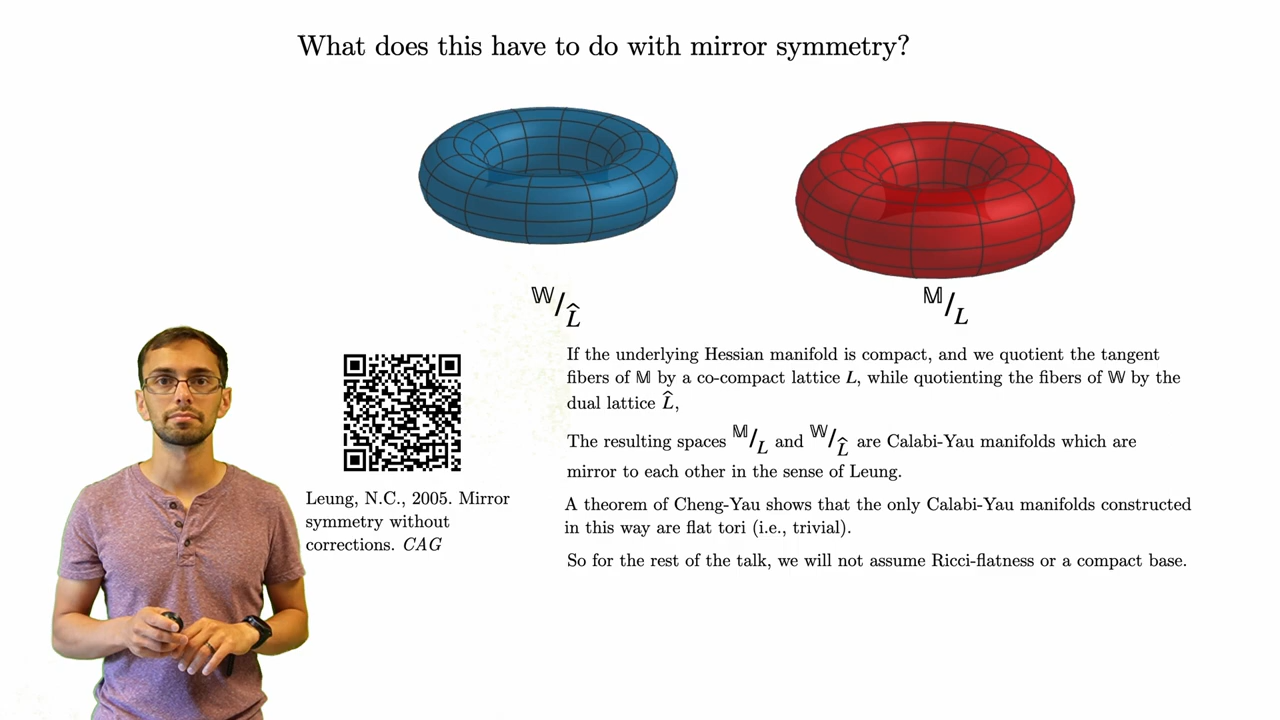 What does this have to do with mirror symmetry?
𝕎/L̂
𝕄/L
If the underlying Hessian manifold is compact, and we quotient the tangent
fibers of 𝕄 by a co-compact lattice L, while quotienting the fibers of 𝕎 by the
dual lattice L̂,
The resulting spaces 𝕄/L and 𝕎/L̂ are Calabi-Yau manifolds which are
mirror to each other in the sense of Leung.
A theorem of Cheng-Yau shows that the only Calabi-Yau manifolds constructed
in this way are flat tori (i.e., trivial).
So for the rest of the talk, we will not assume Ricci-flatness or a compact base.
Leung, N.C., 2005. Mirror
symmetry without
corrections. CAG